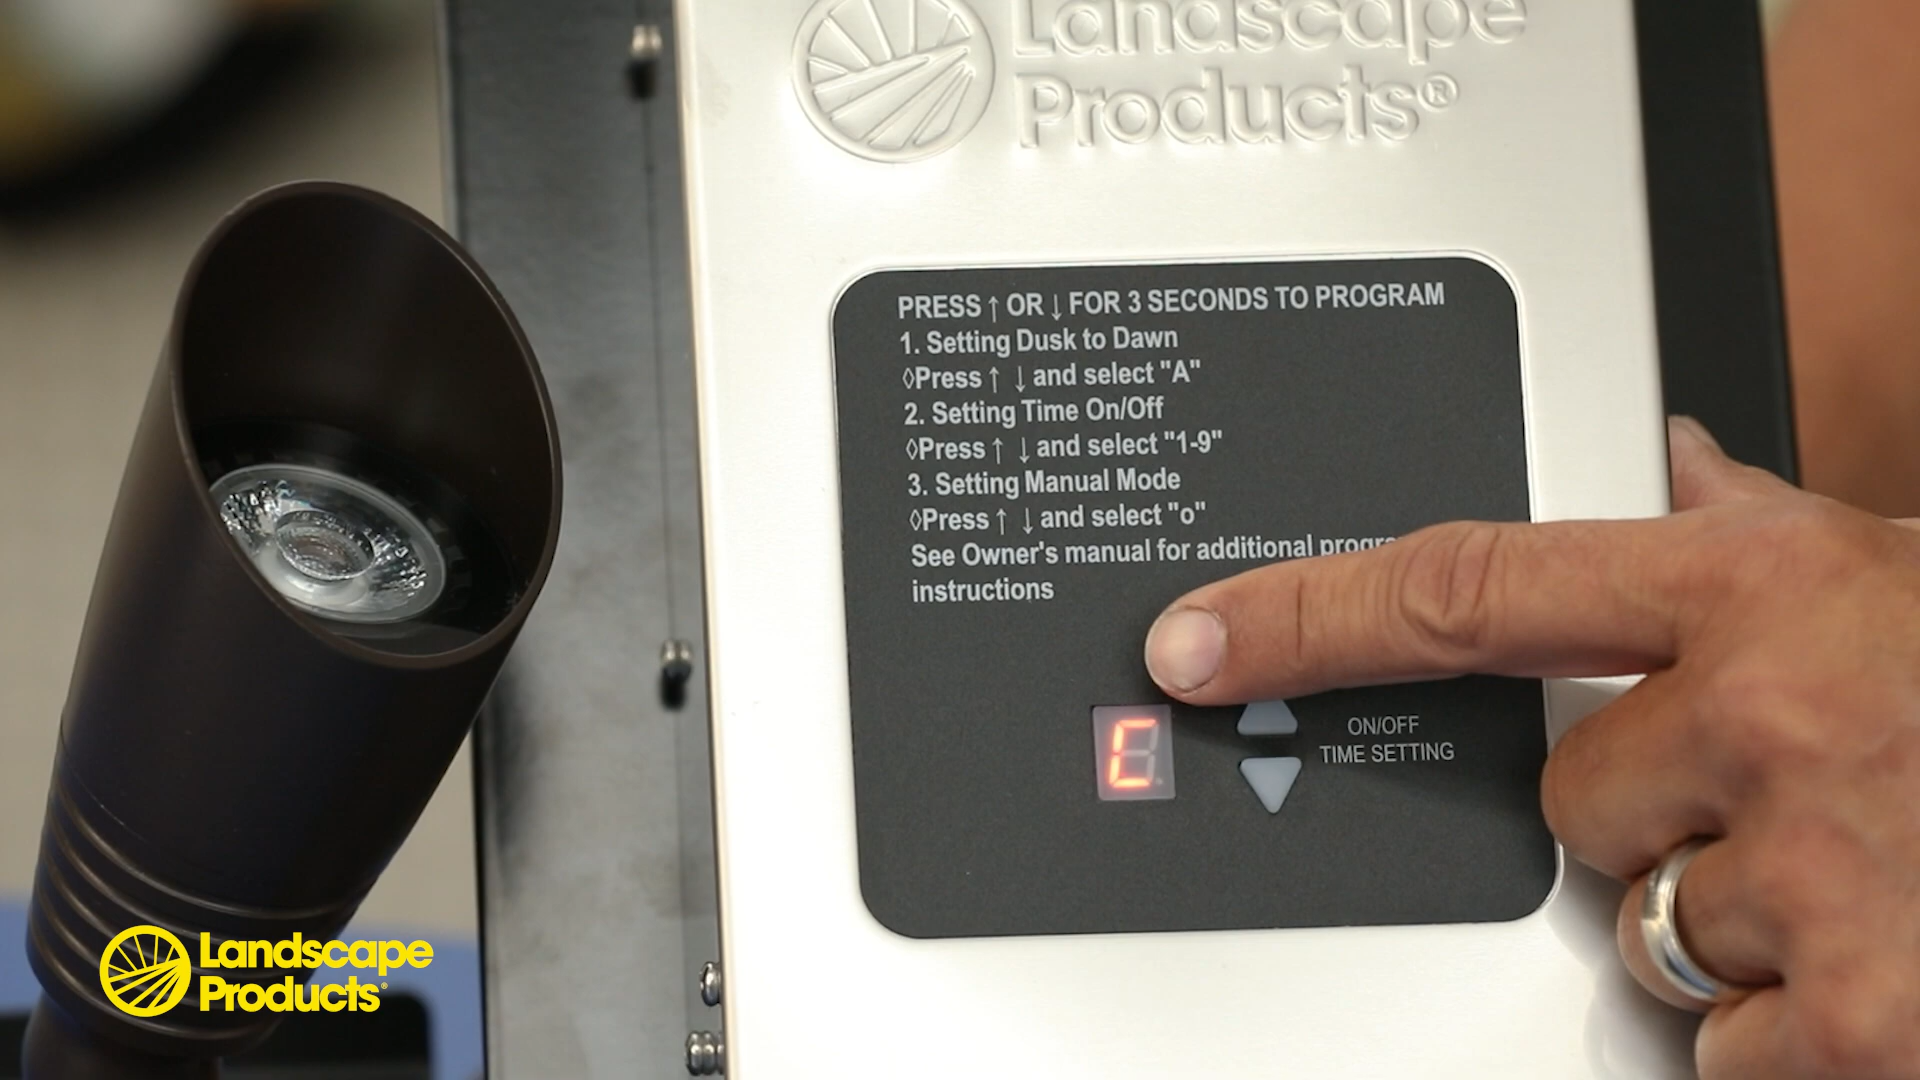 Landscape
Products®
PRESS ↑ OR ↓ FOR 3 SECONDS TO PROGRAM
1. Setting Dusk to Dawn
◊Press ↑ ↓ and select "A"
2. Setting Time On/Off
◊Press ↑ ↓ and select "1-9"
3. Setting Manual Mode
◊Press ↑ ↓ and select "o"
See Owner's manual for additional
instructions
C
ON/OFF
TIME SETTING
Landscape
Products®